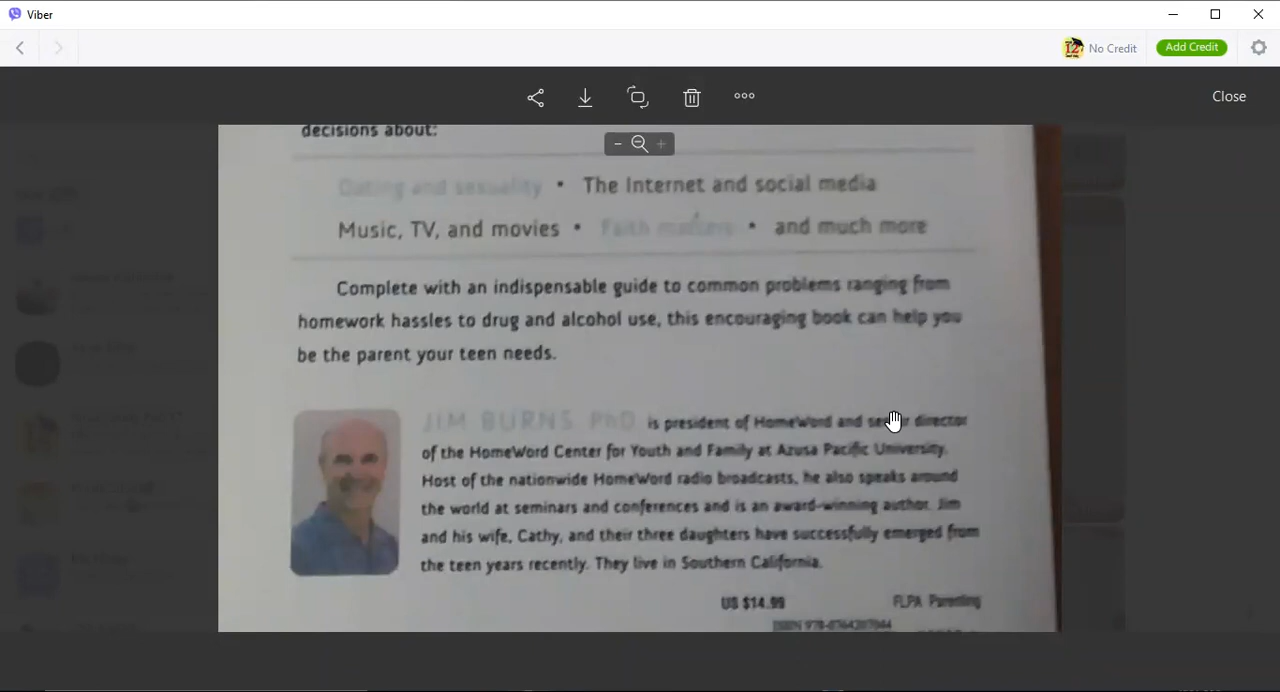 Viber
No Credit
Add Credit
Close
decisions about:
Dating and sexuality • The Internet and social media
Music, TV, and movies • Faith matters • and much more
Complete with an indispensable guide to common problems ranging from
homework hassles to drug and alcohol use, this encouraging book can help you
be the parent your teen needs.
JIM BURNS PhD is president of HomeWord and senior director
of the HomeWord Center for Youth and Family at Azusa Pacific University.
Host of the nationwide HomeWord radio broadcasts, he also speaks around
the world at seminars and conferences and is an award-winning author. Jim
and his wife, Cathy, and their three daughters have successfully emerged from
the teen years recently. They live in Southern California.
US $14.99
FLPA Parenting